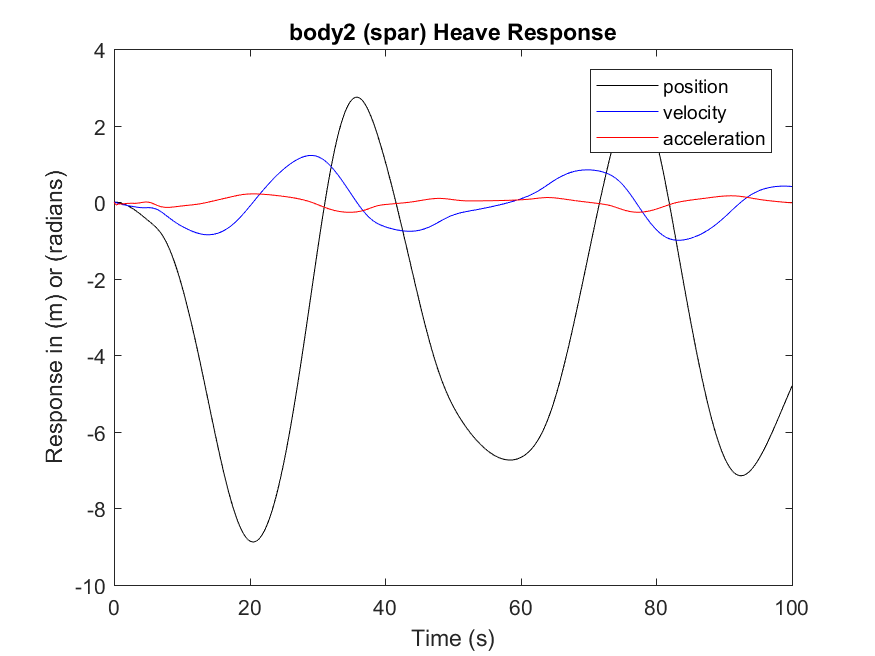 body2 (spar) Heave Response
4
2
0
-2
-4
-6
-8
-10
Response in (m) or (radians)
position
velocity
acceleration
0 20 40 60 80 100
Time (s)